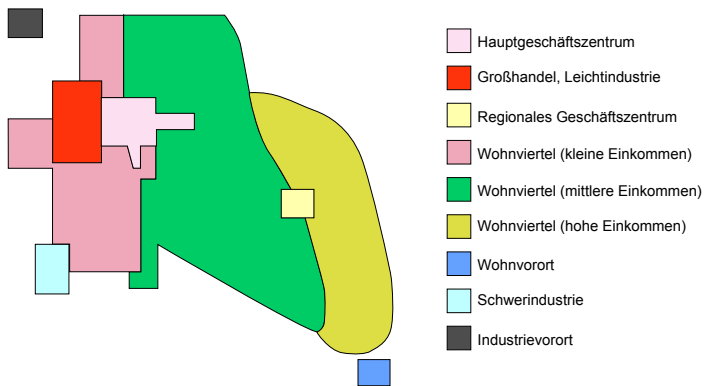 Hauptgeschäftszentrum
Großhandel, Leichtindustrie
Regionales Geschäftszentrum
Wohnviertel (kleine Einkommen)
Wohnviertel (mittlere Einkommen)
Wohnviertel (hohe Einkommen)
Wohnvorort
Schwerindustrie
Industrievorort